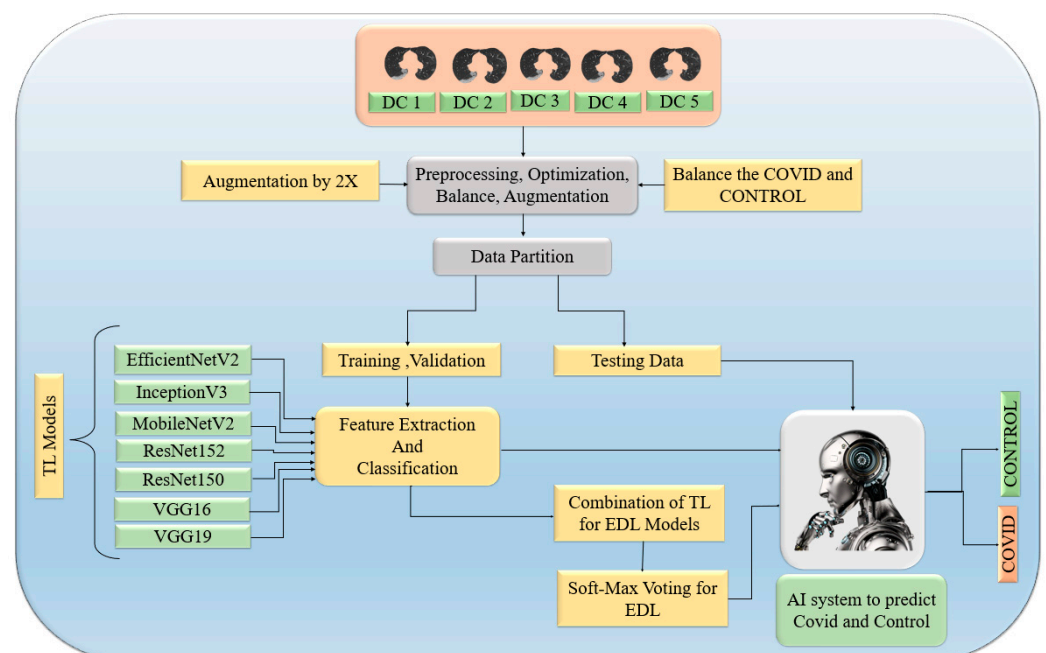 DC 1
DC 2
DC 3
DC 4
DC 5
Augmentation by 2X
Preprocessing, Optimization,
Balance, Augmentation
Balance the COVID and
CONTROL
Data Partition
Training ,Validation
Testing Data
TL Models
EfficientNetV2
InceptionV3
MobileNetV2
ResNet152
ResNet150
VGG16
VGG19
Feature Extraction
And
Classification
Combination of TL
for EDL Models
Soft-Max Voting for
EDL
AI system to predict
Covid and Control
CONTROL
COVID